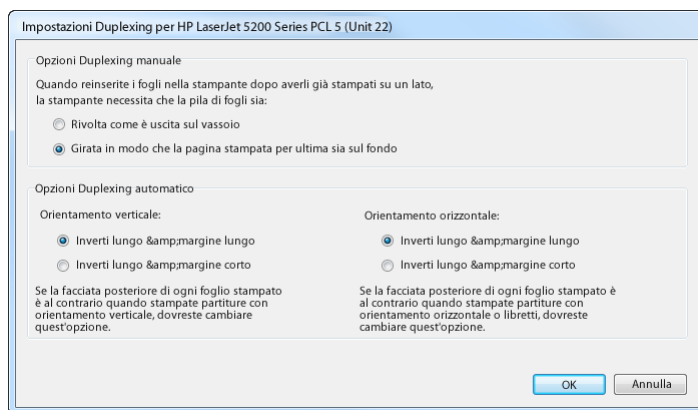 Impostazioni Duplexing per HP LaserJet 5200 Series PCL 5 (Unit 22)
Opzioni Duplexing manuale
Quando reinserite i fogli nella stampante dopo averli già stampati su un lato,
la stampante necessita che la pila di fogli sia:
Rivolta come è uscita sul vassoio
Girata in modo che la pagina stampata per ultima sia sul fondo
Opzioni Duplexing automatico
Orientamento verticale:
Inverti lungo &amp;margine lungo
Inverti lungo &amp;margine corto
Se la facciata posteriore di ogni foglio stampato
è al contrario quando stampate partiture con
orientamento verticale, dovreste cambiare
quest'opzione.
Orientamento orizzontale:
Inverti lungo &amp;margine lungo
Inverti lungo &amp;margine corto
Se la facciata posteriore di ogni foglio stampato è
al contrario quando stampate partiture con
orientamento orizzontale o libretti, dovreste
cambiare quest'opzione.
OK
Annulla